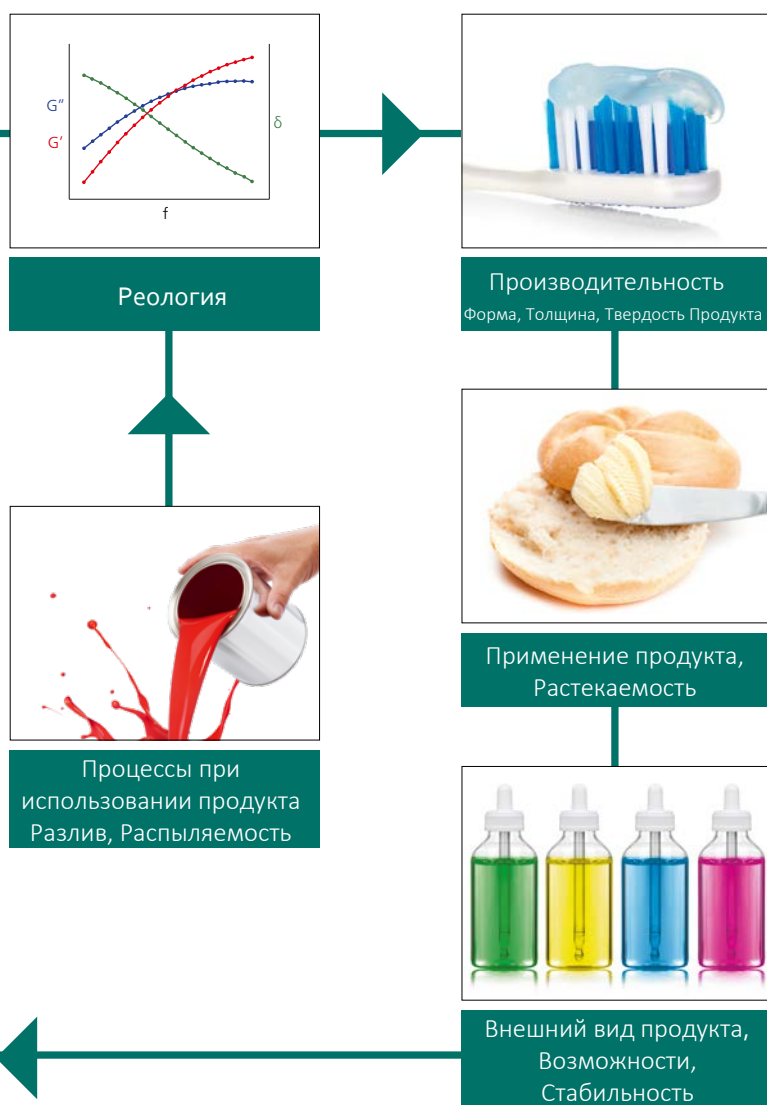 G″
G′
δ
f
Реология
Производительность
Форма, Толщина, Твердость Продукта
Применение продукта,
Растекаемость
Процессы при
использовании продукта
Разлив, Распыляемость
Внешний вид продукта,
Возможности,
Стабильность